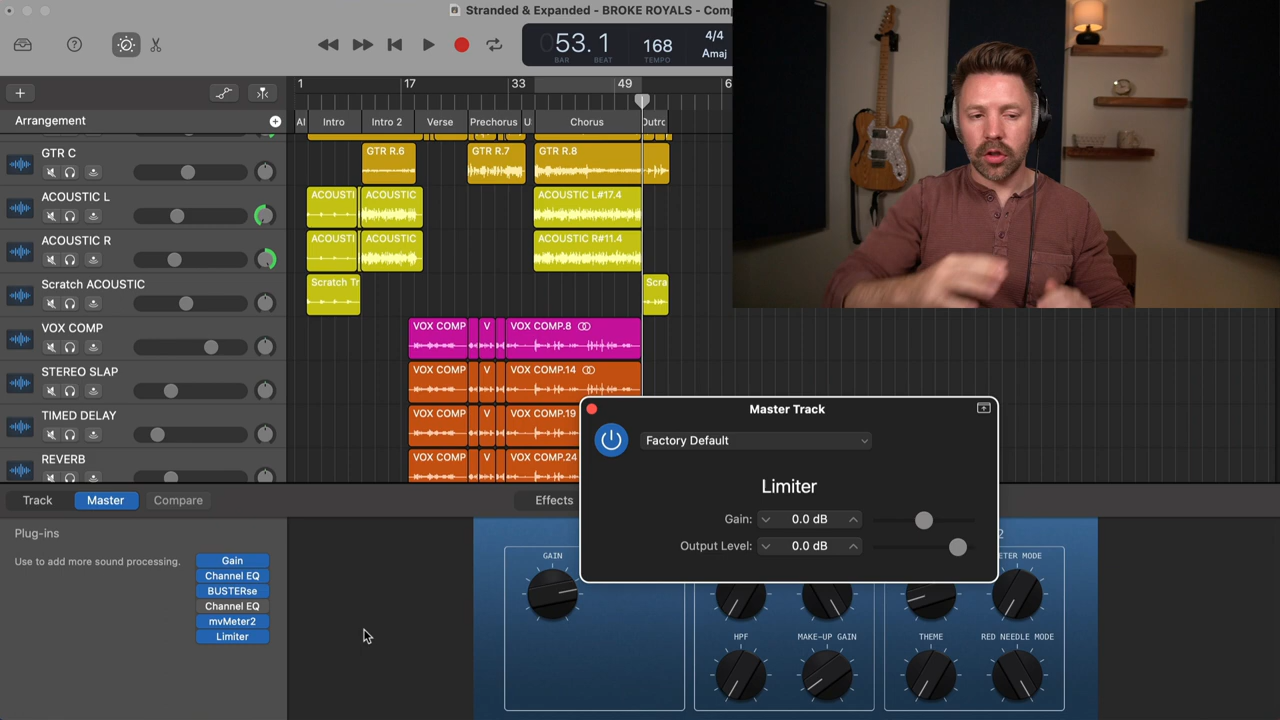 Stranded & Expanded - BROKE ROYALS - Comp
53. 1
BAR BEAT
168
TEMPO
4/4
Amaj
1 17 33 49
Arrangement
Intro Intro 2 Verse Prechorus Chorus
GTR C
GTR R.6 GTR R.7 GTR R.8
ACOUSTIC L
ACOUSTI ACOUSTIC ACOUSTIC L#17.4
ACOUSTIC R
ACOUSTI ACOUSTIC ACOUSTIC R#11.4
Scratch ACOUSTIC
Scratch Tr Scra
VOX COMP
VOX COMP V VOX COMP.8
STEREO SLAP
VOX COMP V VOX COMP.14
TIMED DELAY
VOX COMP V VOX COMP.19
REVERB
VOX COMP V VOX COMP.24
Track Master Compare Effects
Plug-ins
Use to add more sound processing.
Gain
Channel EQ
BUSTERse
Channel EQ
mvMeter2
Limiter
Master Track
Factory Default
Limiter
Gain: 0.0 dB
Output Level: 0.0 dB
GAIN
ETER MODE
HPF MAKE-UP GAIN THEME RED NEEDLE MODE